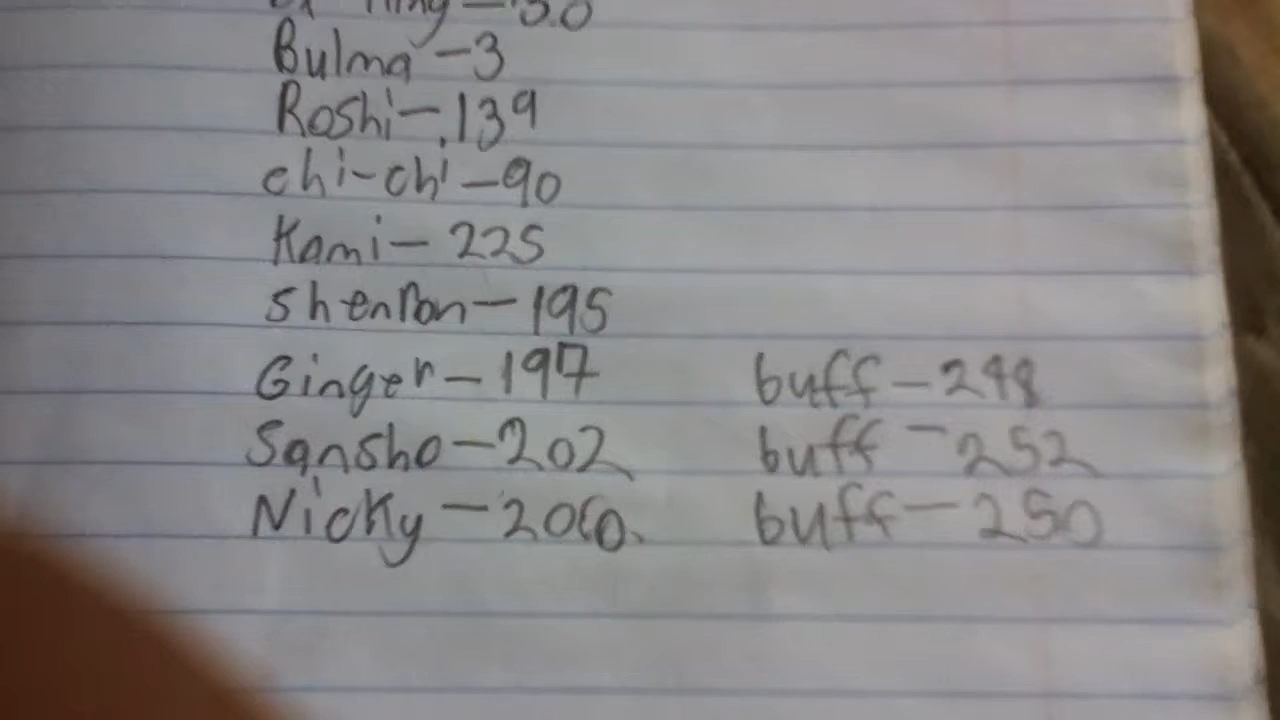 Bulma - 3
Roshi - 139
chi-chi - 90
Kami - 225
Shenron - 195
Ginger - 197 buff - 248
Sansho - 202 buff - 252
Nicky - 200. buff - 250